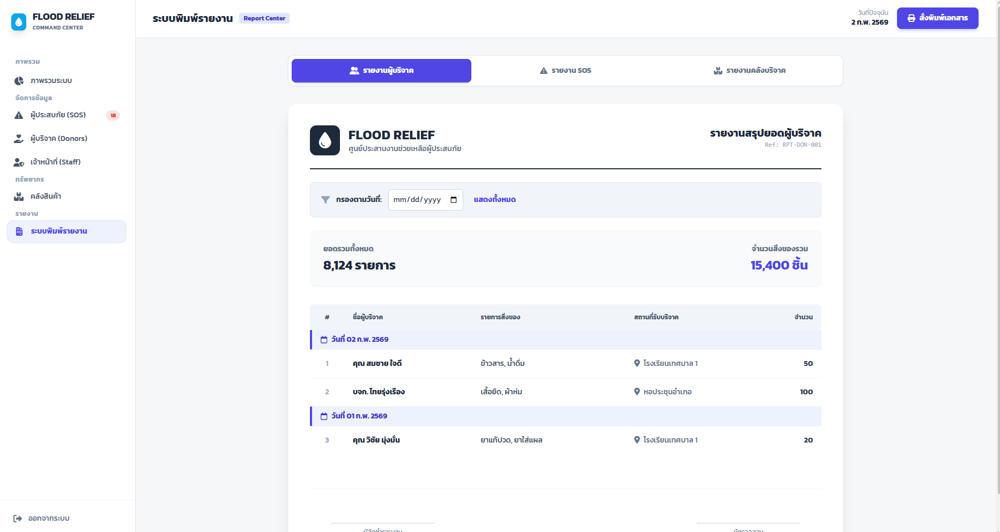 FLOOD RELIEF
COMMAND CENTER
ภาพรวม
ภาพรวมระบบ
จัดการข้อมูล
ผู้ประสบภัย (SOS) 18
ผู้บริจาค (Donors)
เจ้าหน้าที่ (Staff)
ทรัพยากร
คลังสินค้า
รายงาน
ระบบพิมพ์รายงาน
ออกจากระบบ
ระบบพิมพ์รายงาน Report Center
วันที่ปัจจุบัน
2 ก.พ. 2569
สั่งพิมพ์เอกสาร
รายงานผู้บริจาค รายงาน SOS รายงานคลังบริจาค
FLOOD RELIEF
ศูนย์ประสานงานช่วยเหลือผู้ประสบภัย
รายงานสรุปยอดผู้บริจาค
Ref: RPT-DON-001
กรองตามวันที่: mm/dd/yyyy แสดงทั้งหมด
ยอดรวมทั้งหมด
8,124 รายการ
จำนวนสิ่งของรวม
15,400 ชิ้น
# ชื่อผู้บริจาค รายการสิ่งของ สถานที่รับบริจาค จำนวน
วันที่ 02 ก.พ. 2569
1 คุณ สมชาย ใจดี ข้าวสาร, น้ำดื่ม โรงเรียนเทศบาล 1 50
2 บจก. ไทยรุ่งเรือง เสื้อยืด, ผ้าห่ม หอประชุมอำเภอ 100
วันที่ 01 ก.พ. 2569
3 คุณ วิชัย มุ่งมั่น ยาแก้ปวด, ยาใส่แผล โรงเรียนเทศบาล 1 20
ผู้จัดทำรายงาน ผู้ตรวจสอบ